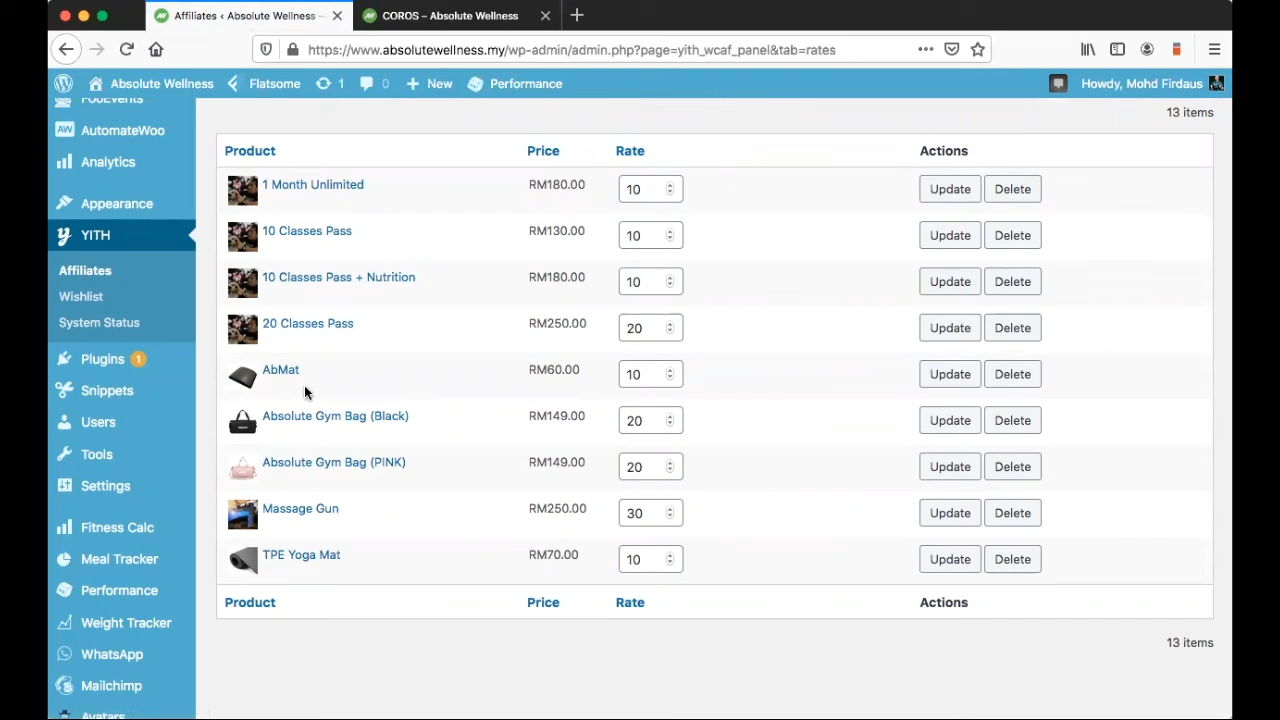 Affiliates ‹ Absolute Wellness –
COROS – Absolute Wellness
https://www.absolutewellness.my/wp-admin/admin.php?page=yith_wcaf_panel&tab=rates
Absolute Wellness Flatsome 1 0 New Performance Howdy, Mohd Firdaus
FooEvents
AutomateWoo
Analytics
Appearance
YITH
Affiliates
Wishlist
System Status
Plugins 1
Snippets
Users
Tools
Settings
Fitness Calc
Meal Tracker
Performance
Weight Tracker
WhatsApp
Mailchimp
Avatars
13 items
Product Price Rate Actions
1 Month Unlimited RM180.00 10 Update Delete
10 Classes Pass RM130.00 10 Update Delete
10 Classes Pass + Nutrition RM180.00 10 Update Delete
20 Classes Pass RM250.00 20 Update Delete
AbMat RM60.00 10 Update Delete
Absolute Gym Bag (Black) RM149.00 20 Update Delete
Absolute Gym Bag (PINK) RM149.00 20 Update Delete
Massage Gun RM250.00 30 Update Delete
TPE Yoga Mat RM70.00 10 Update Delete
Product Price Rate Actions
13 items